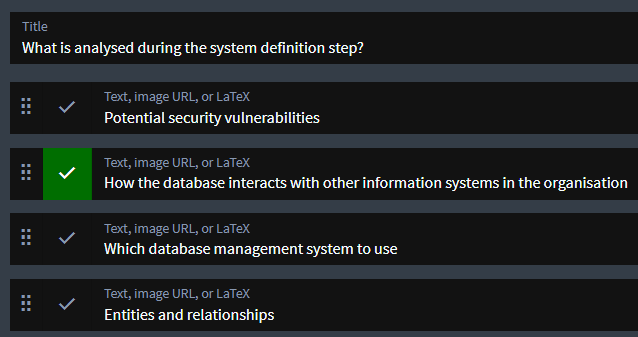 Title
What is analysed during the system definition step?
Text, image URL, or LaTeX
Potential security vulnerabilities
Text, image URL, or LaTeX
How the database interacts with other information systems in the organisation
Text, image URL, or LaTeX
Which database management system to use
Text, image URL, or LaTeX
Entities and relationships